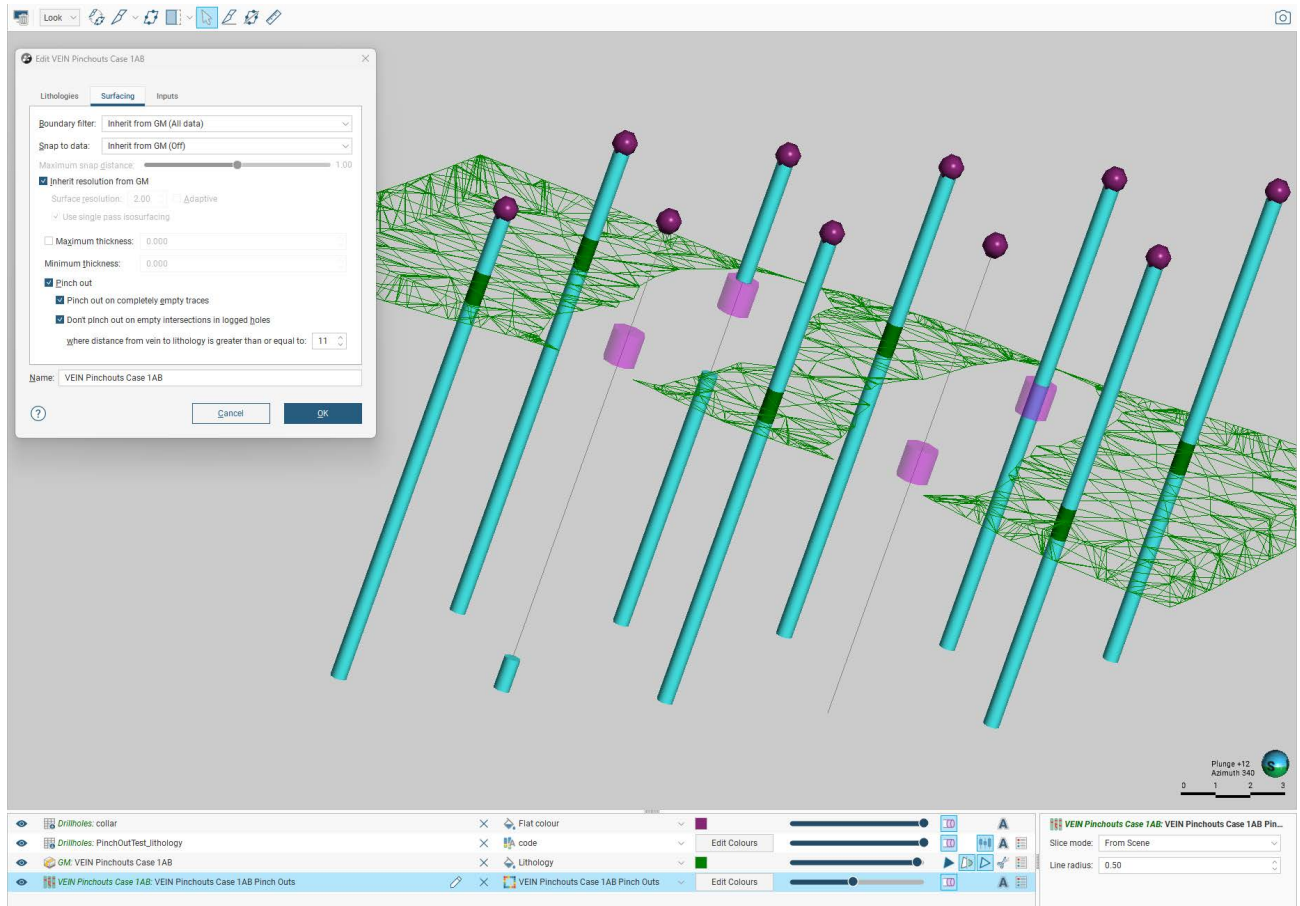 Look
Edit VEIN Pinchouts Case 1AB
Lithologies Surfacing Inputs
Boundary filter: Inherit from GM (All data)
Snap to data: Inherit from GM (Off)
Maximum snap distance: 1.00
Inherit resolution from GM
Surface resolution: 2.00 Adaptive
Use single pass isosurfacing
Maximum thickness: 0.000
Minimum thickness: 0.000
Pinch out
Pinch out on completely empty traces
Don't pinch out on empty intersections in logged holes
where distance from vein to lithology is greater than or equal to: 11
Name: VEIN Pinchouts Case 1AB
? Cancel OK
Plunge +12
Azimuth 340
S
0 1 2 3
Drillholes: collar Flat colour A
Drillholes: PinchOutTest_lithology code Edit Colours A
GM: VEIN Pinchouts Case 1AB Lithology
VEIN Pinchouts Case 1AB: VEIN Pinchouts Case 1AB Pinch Outs VEIN Pinchouts Case 1AB Pinch Outs Edit Colours A
VEIN Pinchouts Case 1AB: VEIN Pinchouts Case 1AB Pin...
Slice mode: From Scene
Line radius: 0.50